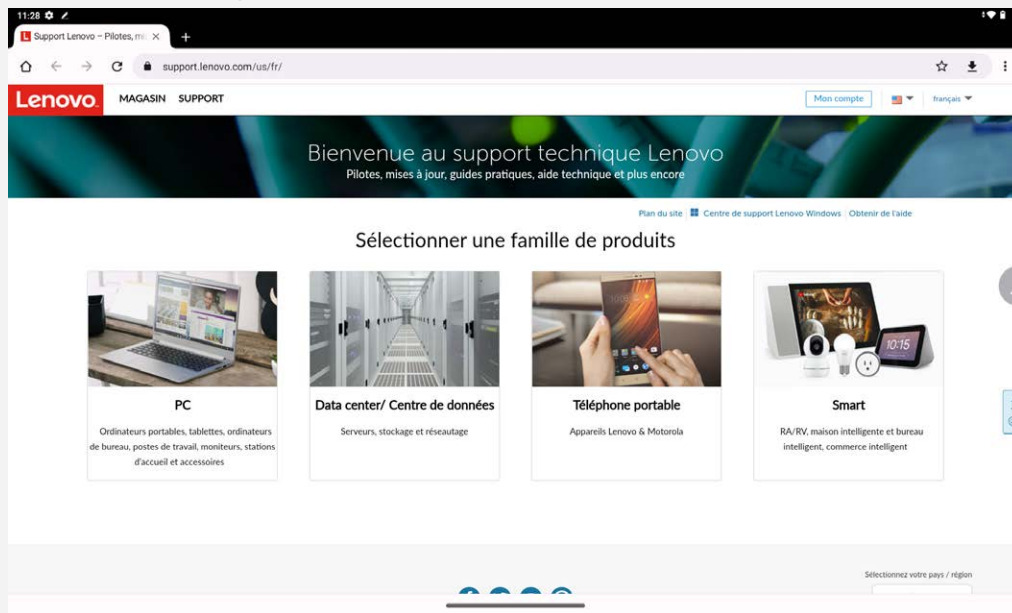 11:28
Support Lenovo – Pilotes, mi
support.lenovo.com/us/fr/
Lenovo
MAGASIN SUPPORT
Mon compte
français
Bienvenue au support technique Lenovo
Pilotes, mises à jour, guides pratiques, aide technique et plus encore
Plan du site
Centre de support Lenovo Windows
Obtenir de l'aide
Sélectionner une famille de produits
PC
Ordinateurs portables, tablettes, ordinateurs
de bureau, postes de travail, moniteurs, stations
d'accueil et accessoires
Data center/ Centre de données
Serveurs, stockage et réseautage
Téléphone portable
Appareils Lenovo & Motorola
10:15
Smart
RA/RV, maison intelligente et bureau
intelligent, commerce intelligent
Sélectionnez votre pays / région